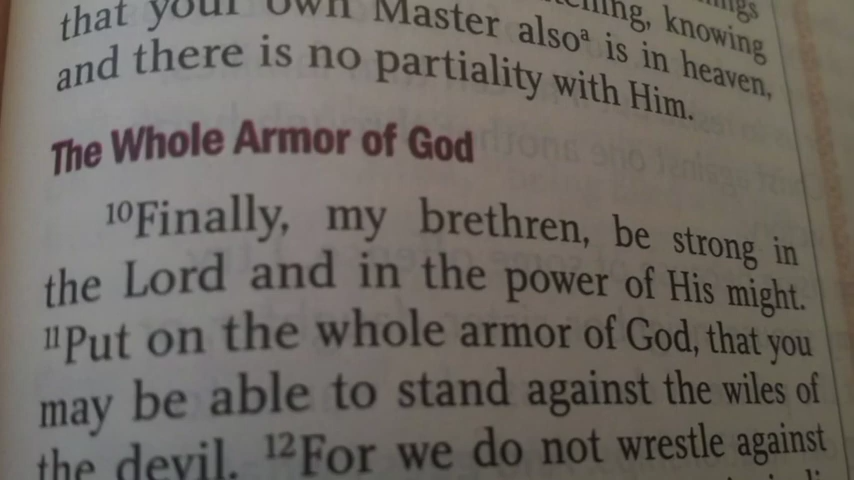 knowing
that your own Master alsoª is in heaven,
and there is no partiality with Him.
The Whole Armor of God
¹⁰Finally, my brethren, be strong in
the Lord and in the power of His might.
¹¹Put on the whole armor of God, that you
may be able to stand against the wiles of
the devil. ¹²For we do not wrestle against